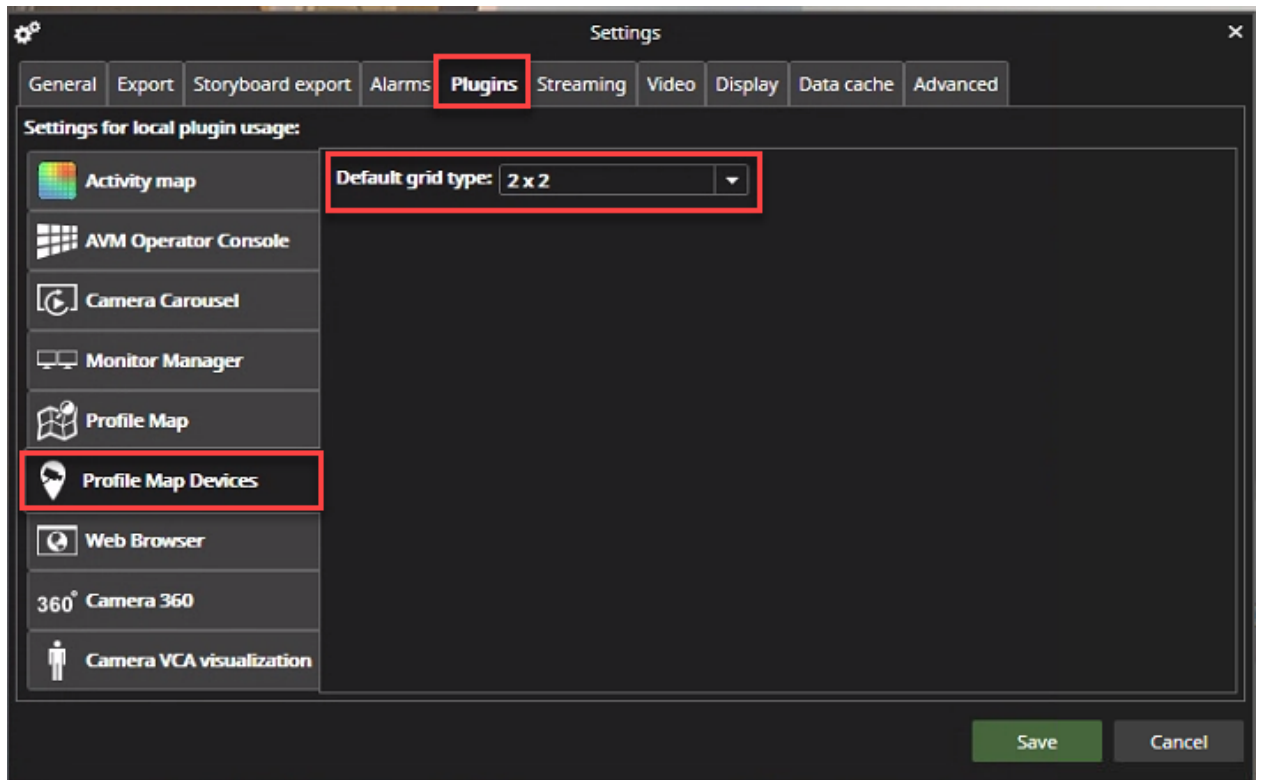 Settings
General Export Storyboard export Alarms Plugins Streaming Video Display Data cache Advanced
Settings for local plugin usage:
Activity map
Default grid type: 2 x 2
AVM Operator Console
Camera Carousel
Monitor Manager
Profile Map
Profile Map Devices
Web Browser
360° Camera 360
Camera VCA visualization
Save Cancel